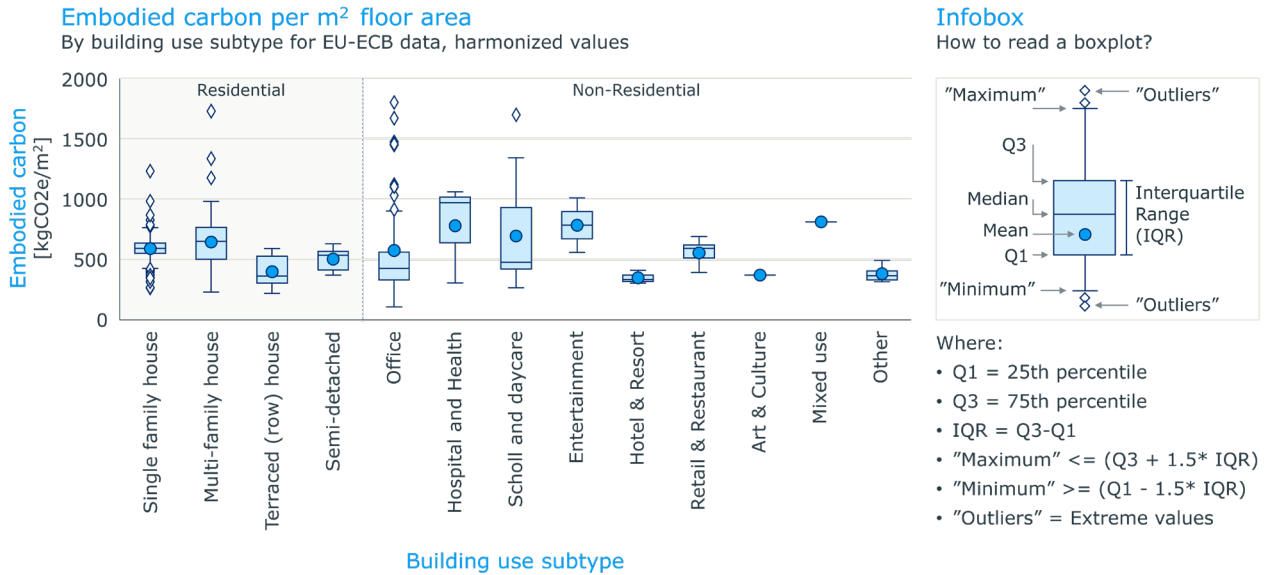 Embodied carbon per m² floor area
By building use subtype for EU-ECB data, harmonized values
Embodied carbon
[kgCO2e/m²]
2000
1500
1000
500
0
Residential
Non-Residential
Single family house
Multi-family house
Terraced (row) house
Semi-detached
Office
Hospital and Health
Scholl and daycare
Entertainment
Hotel & Resort
Retail & Restaurant
Art & Culture
Mixed use
Other
Building use subtype
Infobox
How to read a boxplot?
”Maximum”
”Outliers”
Q3
Median
Mean
Q1
Interquartile
Range
(IQR)
”Minimum”
”Outliers”
Where:
• Q1 = 25th percentile
• Q3 = 75th percentile
• IQR = Q3-Q1
• ”Maximum” <= (Q3 + 1.5* IQR)
• ”Minimum” >= (Q1 - 1.5* IQR)
• ”Outliers” = Extreme values